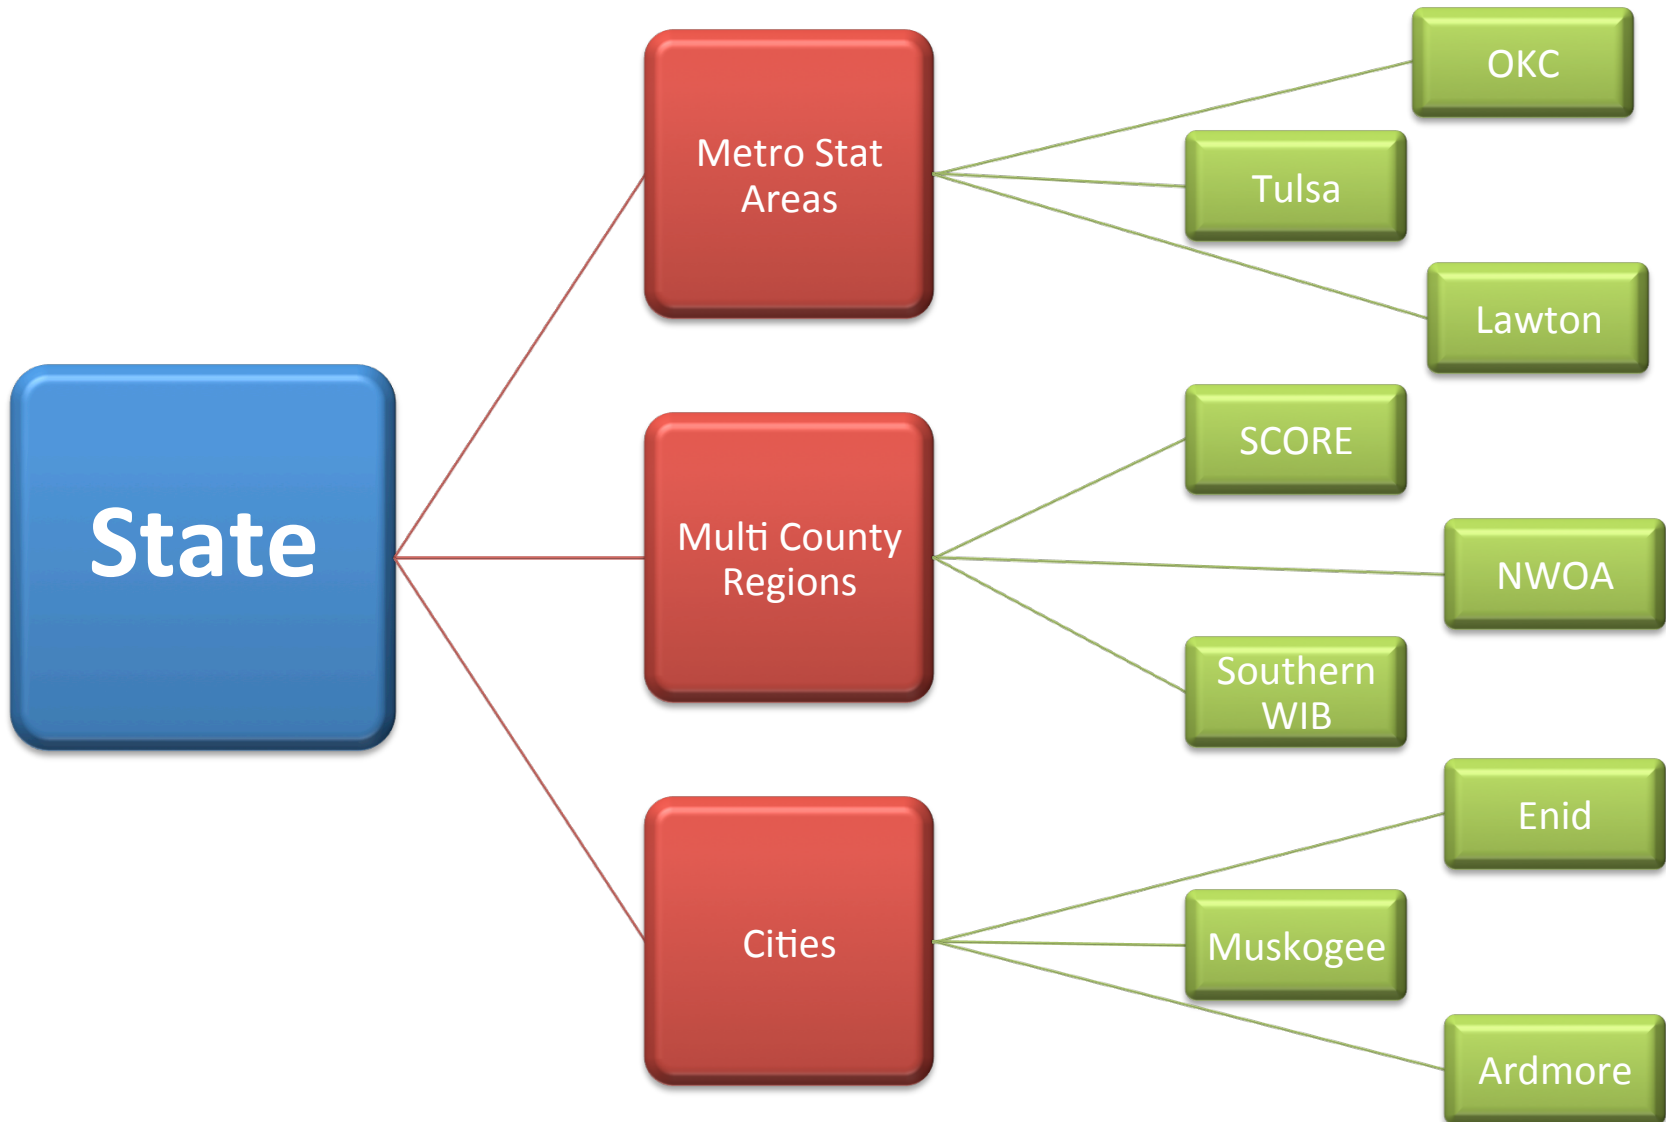 State
Metro Stat
Areas
OKC
Tulsa
Lawton
Multi County
Regions
SCORE
NWOA
Southern
WIB
Cities
Enid
Muskogee
Ardmore